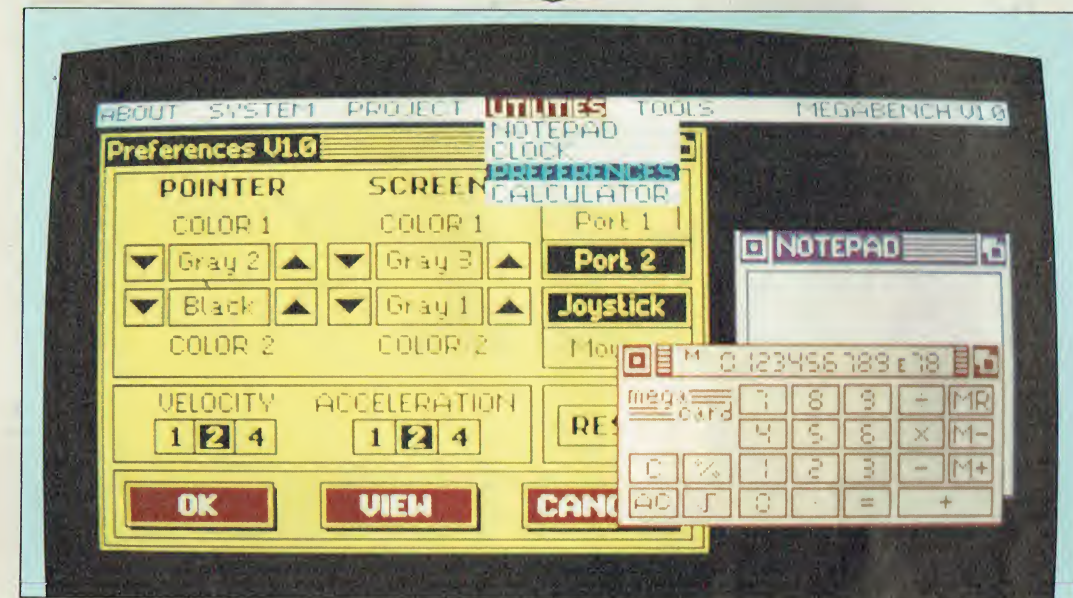 ABOUT SYSTEM PROJECT UTILITIES TOOLS MEGABENCH V1.0
NOTEPAD
CLOCK
PREFERENCES
CALCULATOR
Preferences V1.0
POINTER SCREEN
COLOR 1 COLOR 1 Port 1
Gray 2 Gray 3 Port 2
Black Gray 1 Joystick
COLOR 2 COLOR 2
VELOCITY ACCELERATION
1 2 4 1 2 4
OK VIEW
NOTEPAD
M 0.123456789 E 78
mega card
7 8 9 ÷ MR
4 5 6 × M-
C % 1 2 3 - M+
AC √ 0 . = +